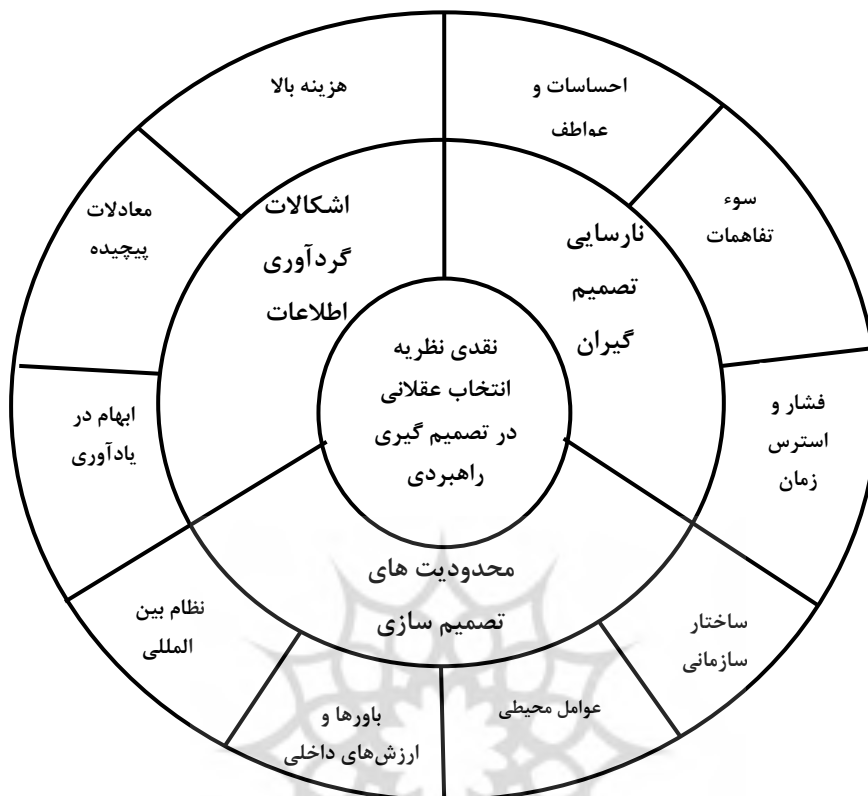 نقدی نظریه
انتخاب عقلانی
در تصمیم گیری
راهبردی
نارسایی
تصمیم
گیران
احساسات و
عواطف
سوء
تفاهمات
فشار و
استرس
زمان
محدودیت های
تصمیم سازی
ساختار
سازمانی
عوامل محیطی
باورها و
ارزش‌های داخلی
نظام بین
المللی
اشکالات
گردآوری
اطلاعات
ابهام در
یادآوری
معادلات
پیچیده
هزینه بالا